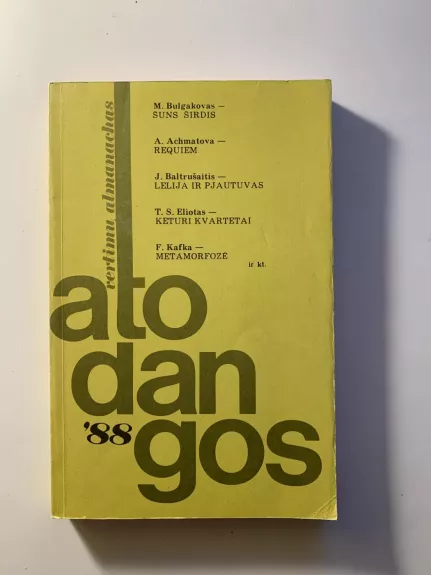 vertimų almanachas
M. Bulgakovas —
ŠUNS ŠIRDIS
A. Achmatova —
REQUIEM
J. Baltrušaitis —
LELIJA IR PJAUTUVAS
T. S. Eliotas —
KETURI KVARTETAI
F. Kafka —
METAMORFOZĖ
ir kt.
ato
dan
'88
gos